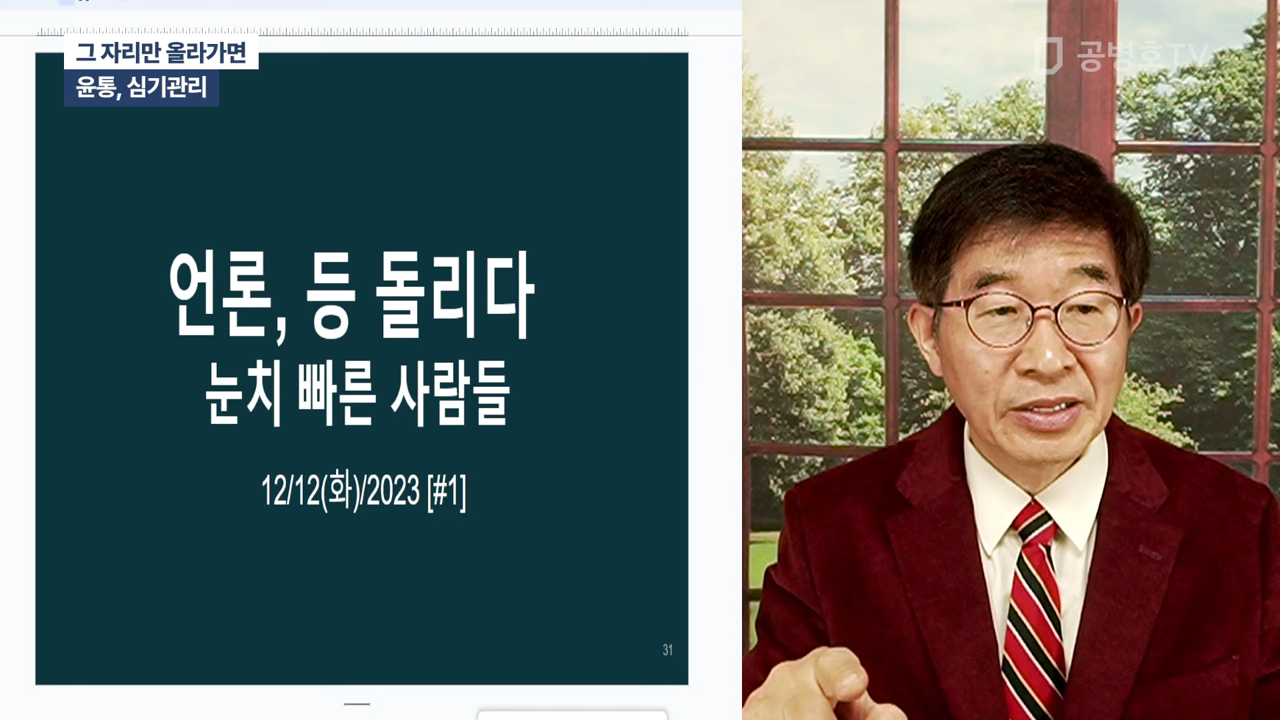 그 자리만 올라가면
윤통, 심기관리
언론, 등 돌리다
눈치 빠른 사람들
12/12(화)/2023 [#1]
31
공병호TV